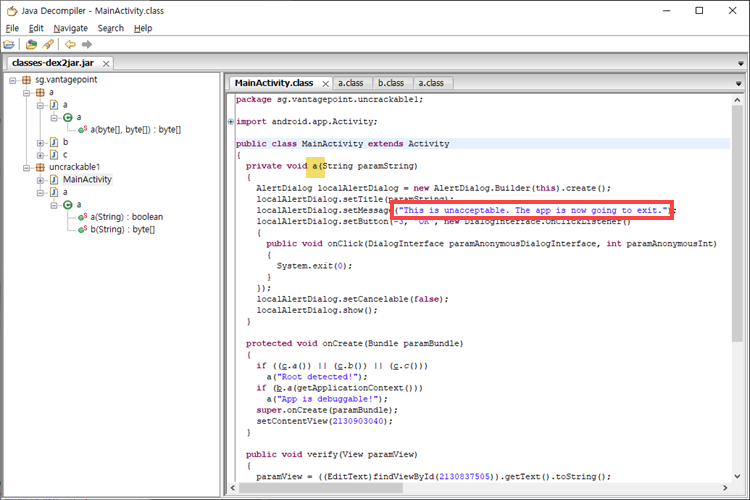 Java Decompiler - MainActivity.class
File Edit Navigate Search Help
classes-dex2jar.jar
sg.vantagepoint
a
a
a
a(byte[], byte[]) : byte[]
b
c
uncrackable1
MainActivity
a
a
a(String) : boolean
b(String) : byte[]
MainActivity.class a.class b.class a.class
package sg.vantagepoint.uncrackable1;
import android.app.Activity;
public class MainActivity extends Activity
{
private void a(String paramString)
{
AlertDialog localAlertDialog = new AlertDialog.Builder(this).create();
localAlertDialog.setTitle(paramString);
localAlertDialog.setMessage("This is unacceptable. The app is now going to exit.");
localAlertDialog.setButton(-3, "OK", new DialogInterface.OnClickListener()
{
public void onClick(DialogInterface paramAnonymousDialogInterface, int paramAnonymousInt)
{
System.exit(0);
}
});
localAlertDialog.setCancelable(false);
localAlertDialog.show();
}
protected void onCreate(Bundle paramBundle)
{
if ((c.a()) || (c.b()) || (c.c()))
a("Root detected!");
if (b.a(getApplicationContext()))
a("App is debuggable!");
super.onCreate(paramBundle);
setContentView(2130903040);
}
public void verify(View paramView)
{
paramView = ((EditText)findViewById(2130837505)).getText().toString();